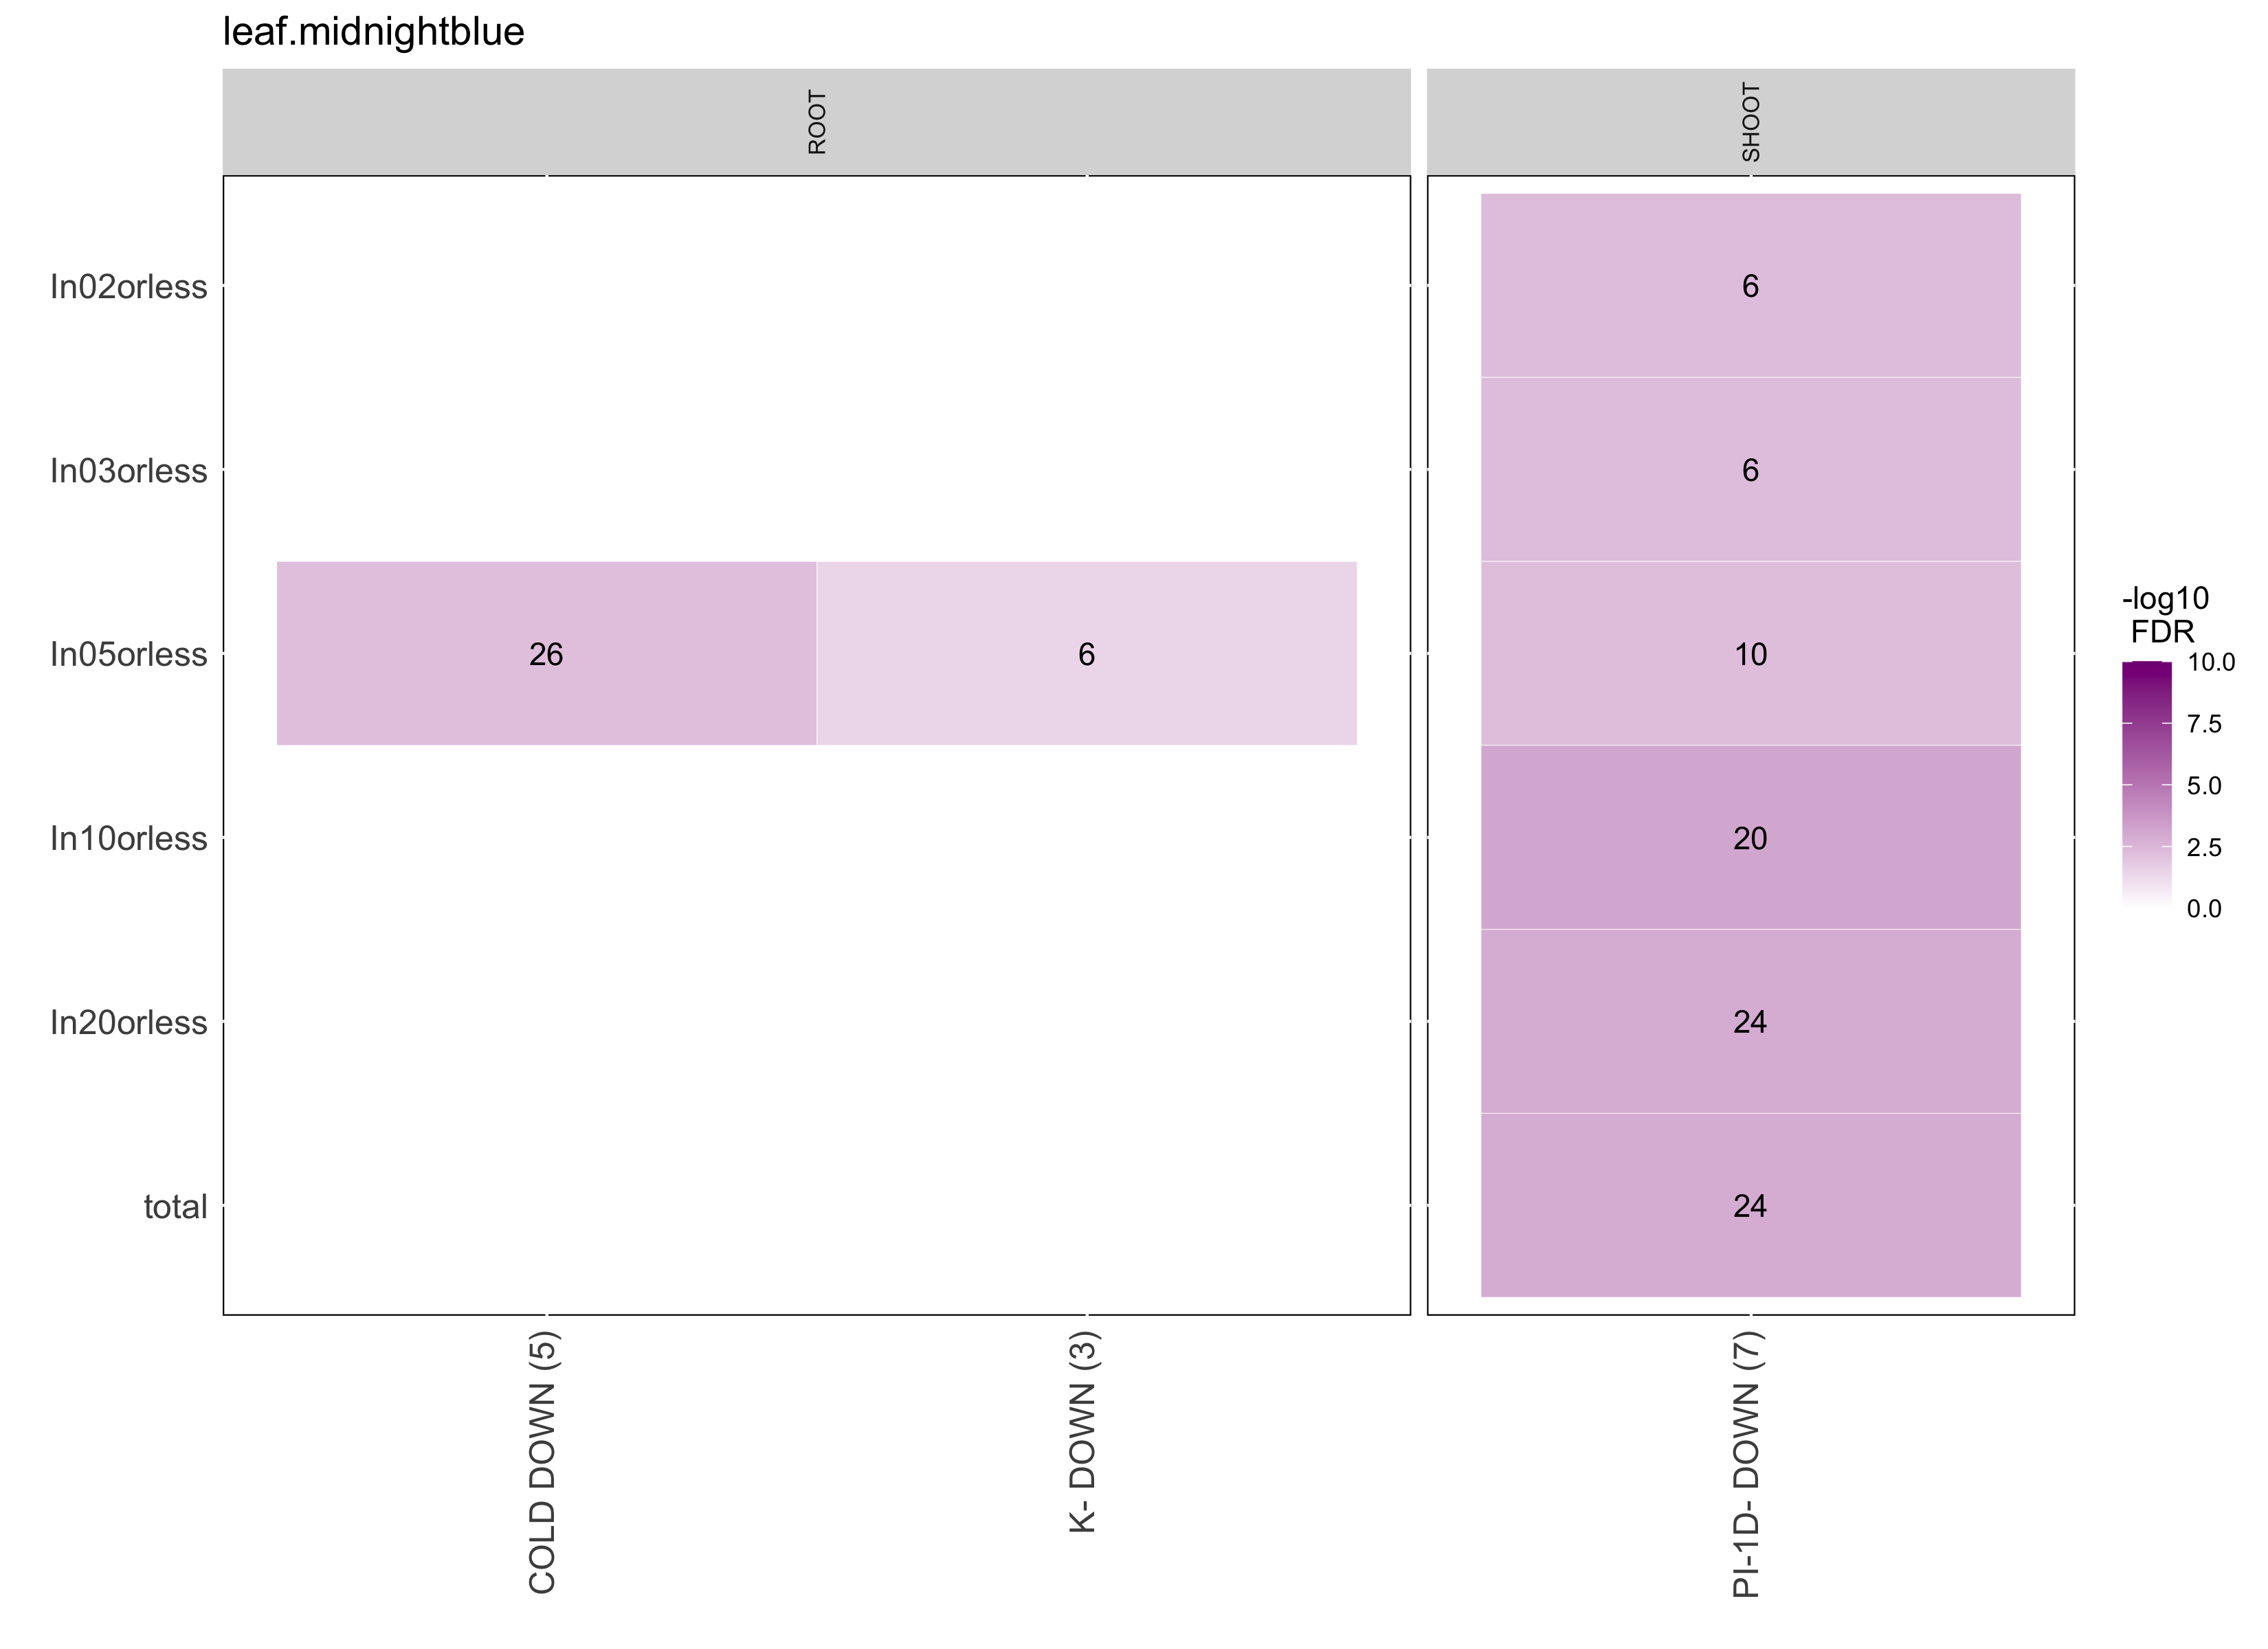 leaf.midnightblue
ROOT
SHOOT
In02orless
6
In03orless
6
In05orless
26
6
10
In10orless
20
In20orless
24
total
24
COLD DOWN (5)
K- DOWN (3)
PI-1D- DOWN (7)
-log10
FDR
10.0
7.5
5.0
2.5
0.0